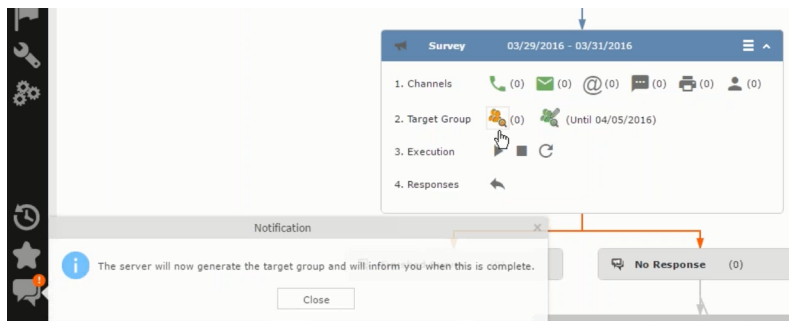 Survey 03/29/2016 - 03/31/2016
1. Channels (0) (0) @ (0) (0) (0) (0)
2. Target Group (0) (Until 04/05/2016)
3. Execution
4. Responses
Notification
The server will now generate the target group and will inform you when this is complete.
Close
No Response (0)